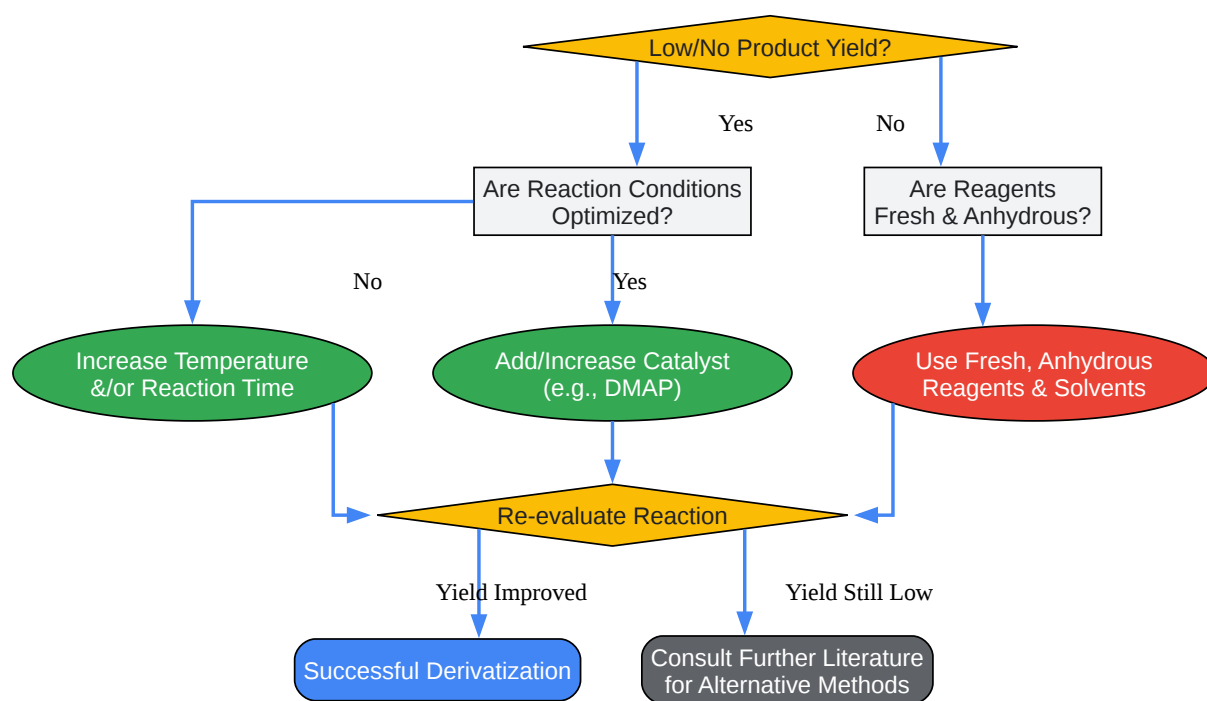 Low/No Product Yield?
Yes
No
Are Reaction Conditions
Optimized?
Are Reagents
Fresh & Anhydrous?
No
Yes
Increase Temperature
&/or Reaction Time
Add/Increase Catalyst
(e.g., DMAP)
Use Fresh, Anhydrous
Reagents & Solvents
Re-evaluate Reaction
Yield Improved
Yield Still Low
Successful Derivatization
Consult Further Literature
for Alternative Methods